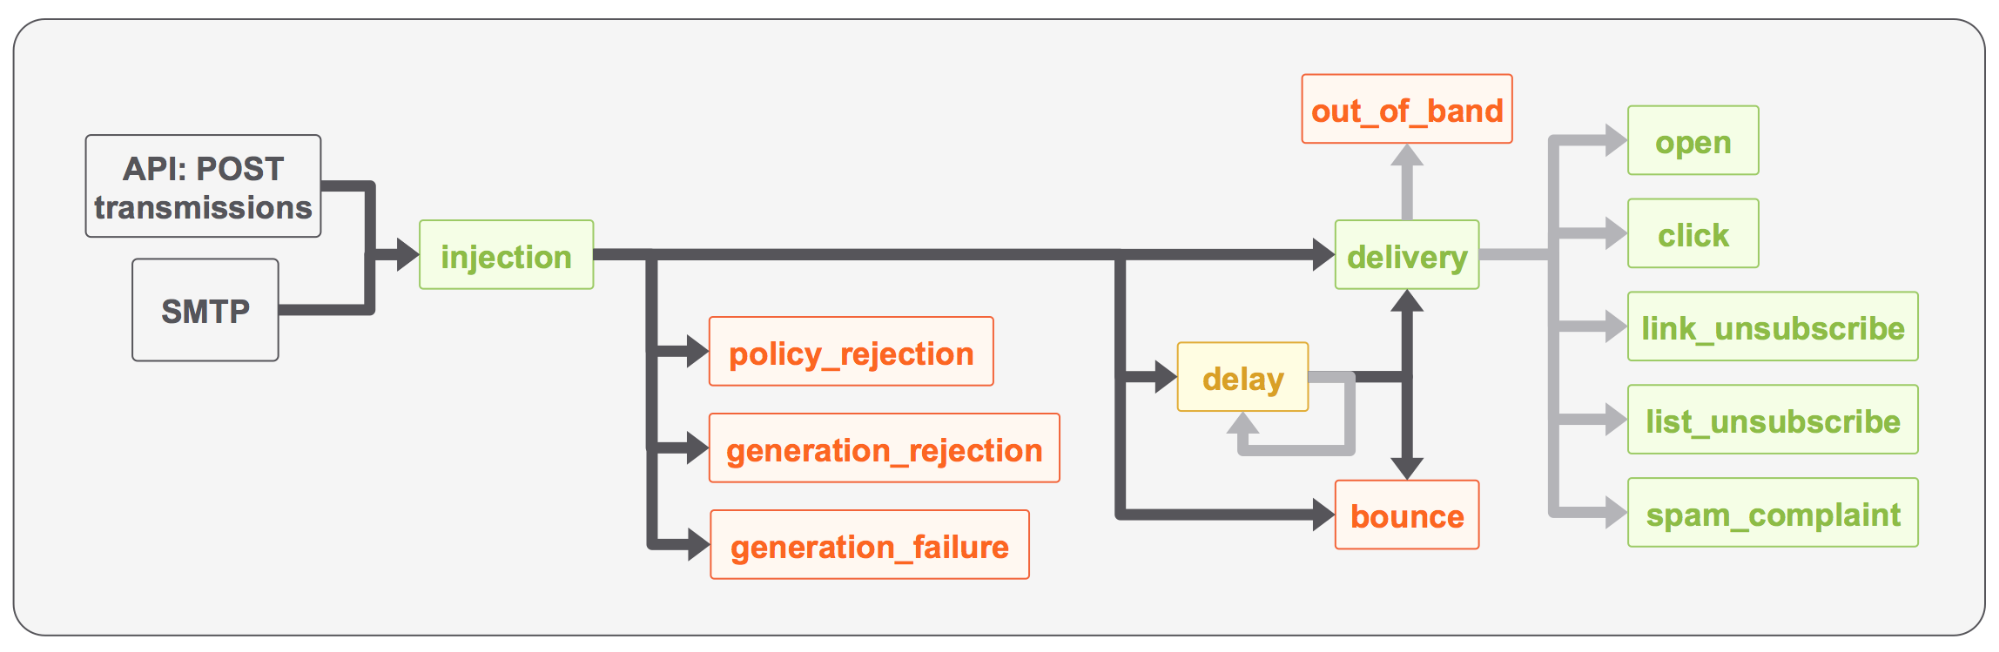 API: POST
transmissions
SMTP
injection
policy_rejection
generation_rejection
generation_failure
delay
out_of_band
delivery
bounce
open
click
link_unsubscribe
list_unsubscribe
spam_complaint